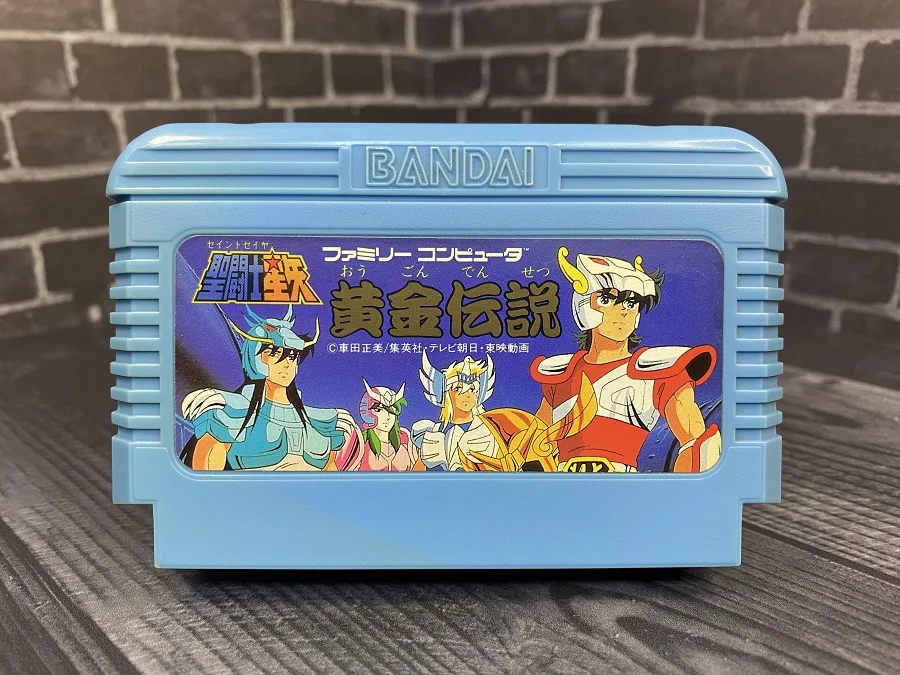 BANDAI
セイントセイヤ
聖闘士星矢
ファミリー コンピュータ™
おう ごん でん せつ
黄金伝説
©車田正美/集英社・テレビ朝日・東映動画